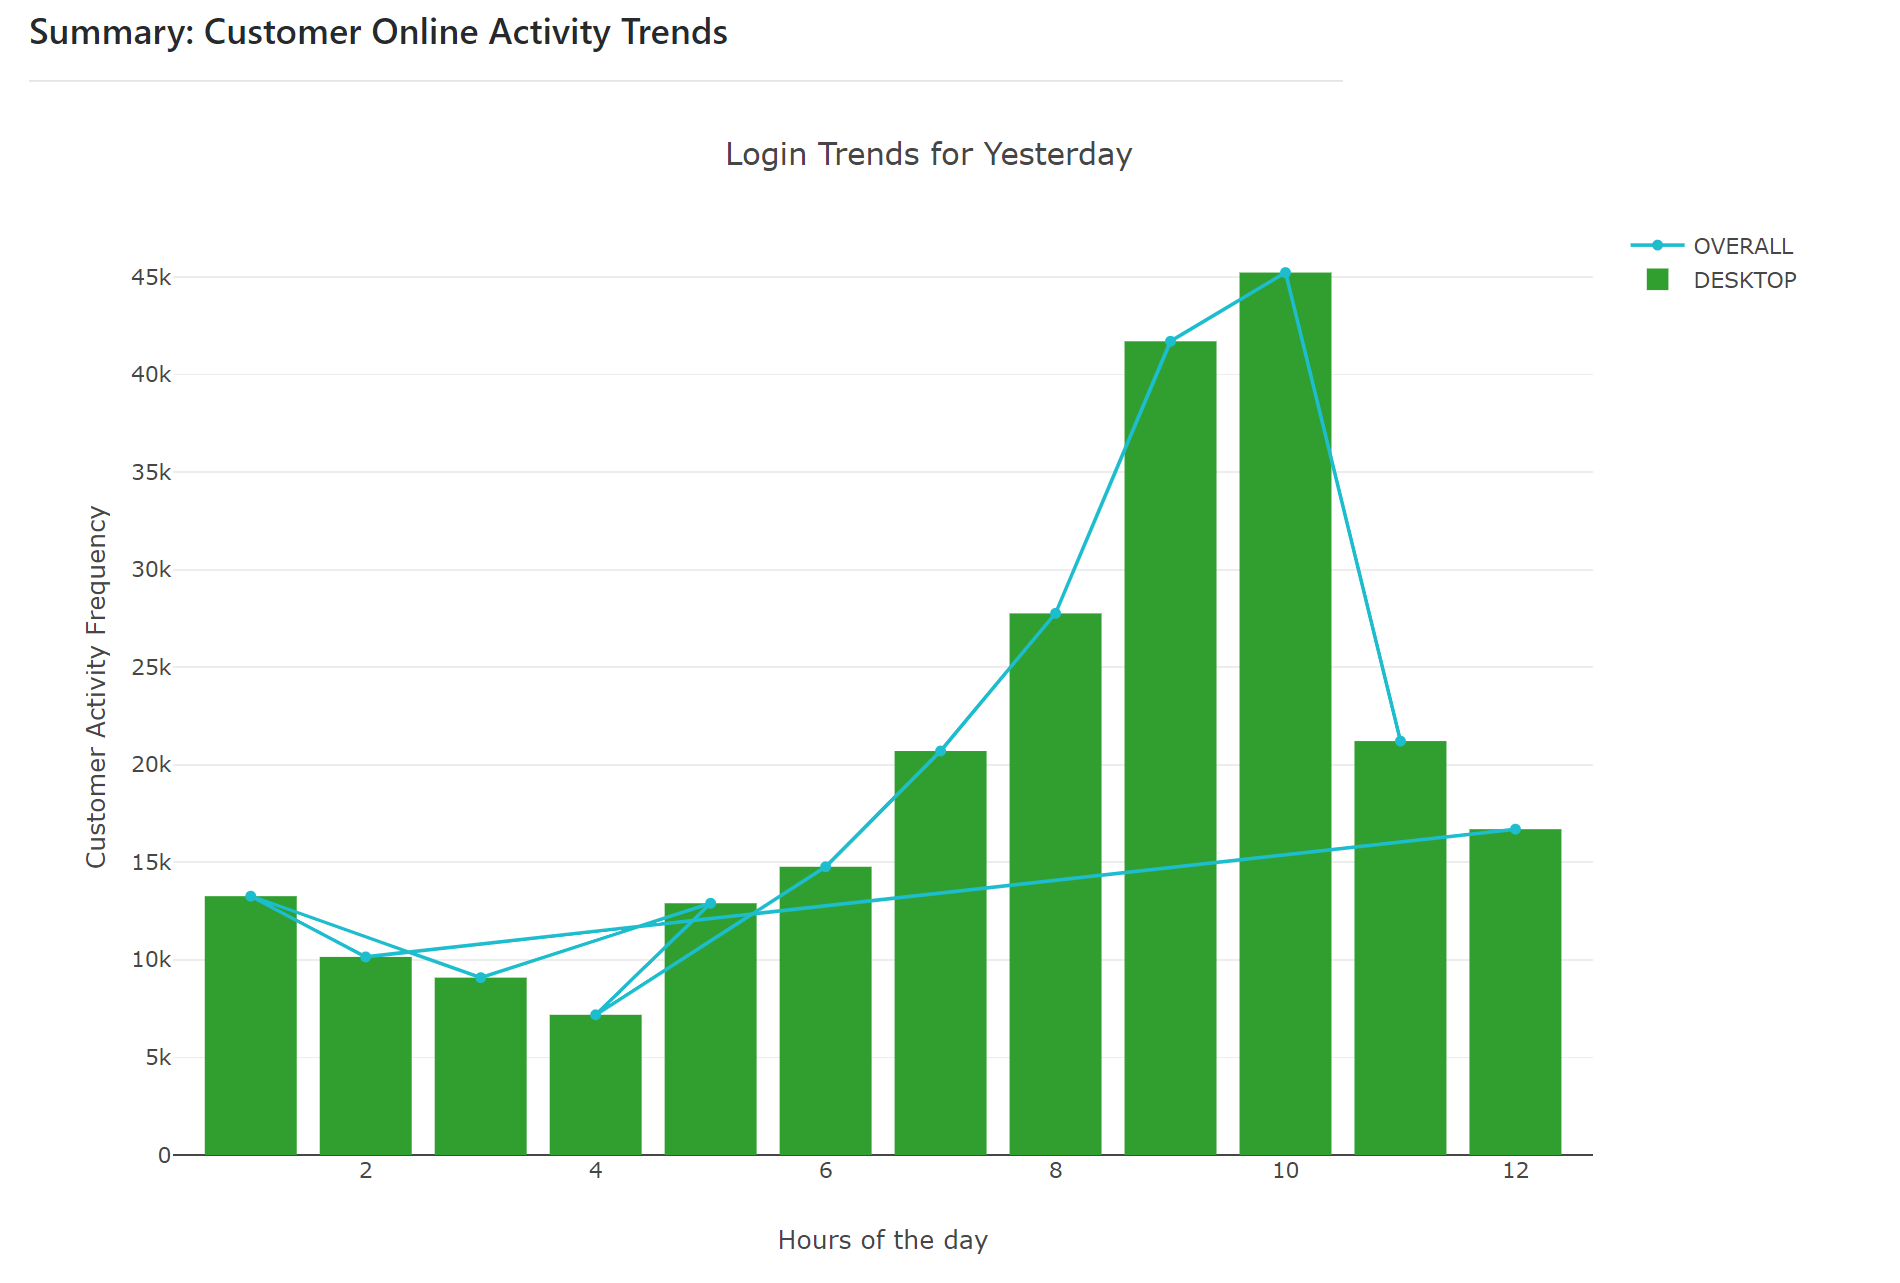 Summary: Customer Online Activity Trends
Login Trends for Yesterday
OVERALL
DESKTOP
Customer Activity Frequency
45k
40k
35k
30k
25k
20k
15k
10k
5k
0
2 4 6 8 10 12
Hours of the day